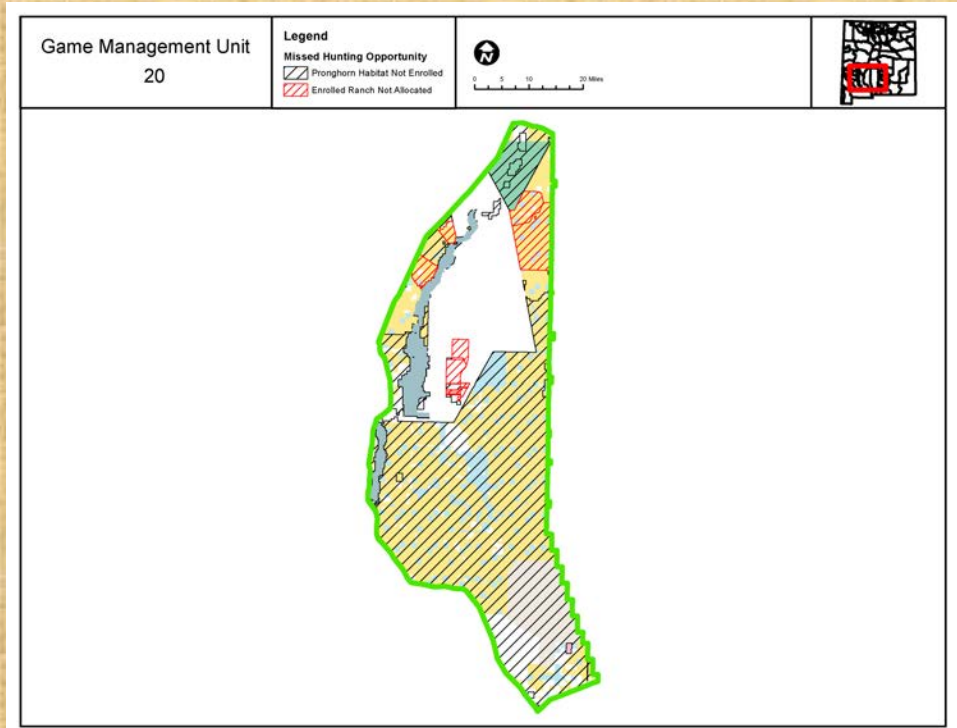 Game Management Unit
20
Legend
Missed Hunting Opportunity
Pronghorn Habitat Not Enrolled
Enrolled Ranch Not Allocated
N
0 5 10 20 Miles